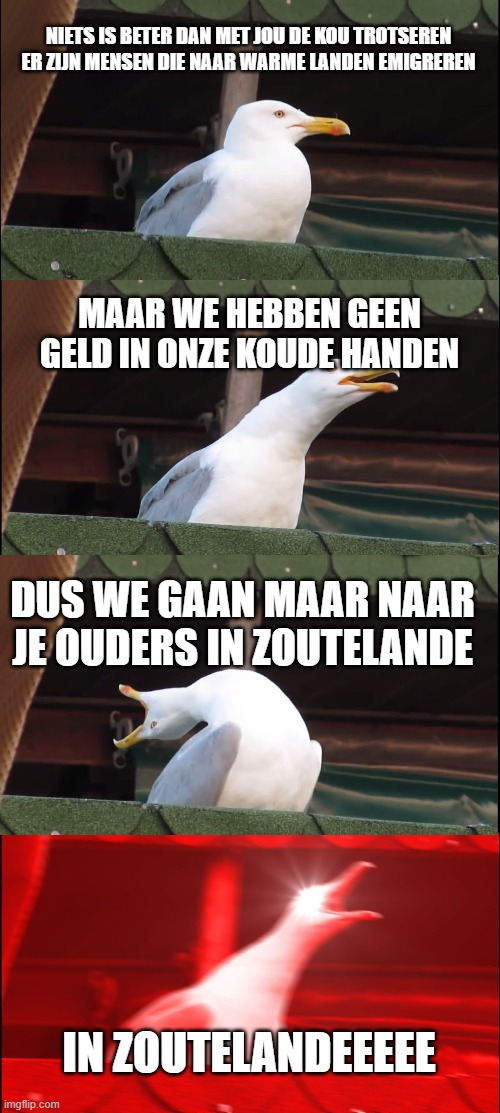 NIETS IS BETER DAN MET JOU DE KOU TROTSEREN
ER ZIJN MENSEN DIE NAAR WARME LANDEN EMIGREREN
MAAR WE HEBBEN GEEN
GELD IN ONZE KOUDE HANDEN
DUS WE GAAN MAAR NAAR
JE OUDERS IN ZOUTELANDE
IN ZOUTELANDEEEEE
imgflip.com